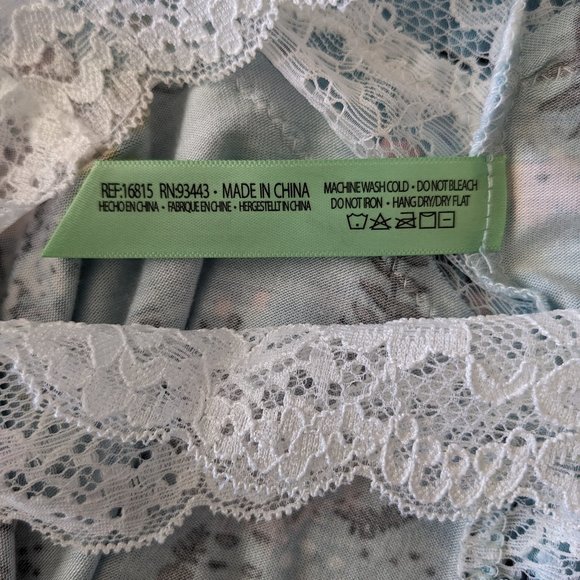 REF:16815 RN:93443 • MADE IN CHINA
HECHO EN CHINA • FABRIQUE EN CHINE • HERGESTELLT IN CHINA
MACHINE WASH COLD • DO NOT BLEACH
DO NOT IRON • HANG DRY/DRY FLAT